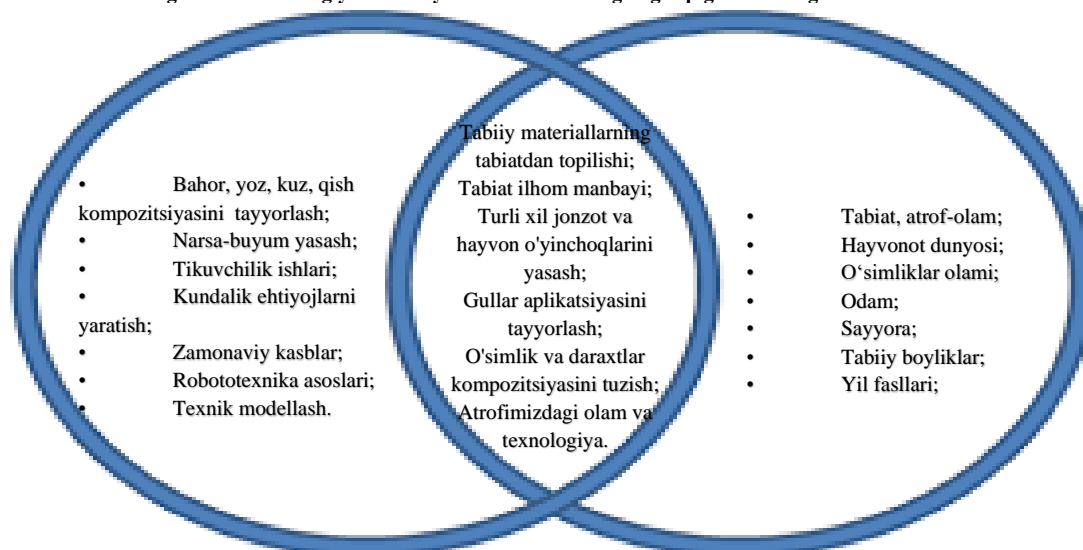 • Bahor, yoz, kuz, qish
kompozitsiyasini tayyorlash;
• Narsa-buyum yasash;
• Tikuvchilik ishlari;
• Kundalik ehtiyojlarni
yaratish;
• Zamonaviy kasblar;
• Robototexnika asoslari;
• Texnik modellash.
Tabiiy materiallarning
tabiatdan topilishi;
Tabiat ilhom manbayi;
Turli xil jonzot va
hayvon o'yinchoqlarini
yasash;
Gullar aplikatsiyasini
tayyorlash;
O'simlik va daraxtlar
kompozitsiyasini tuzish;
Atrofimizdagi olam va
texnologiya.
• Tabiat, atrof-olam;
• Hayvonot dunyosi;
• O‘simliklar olami;
• Odam;
• Sayyora;
• Tabiiy boyliklar;
• Yil fasllari;